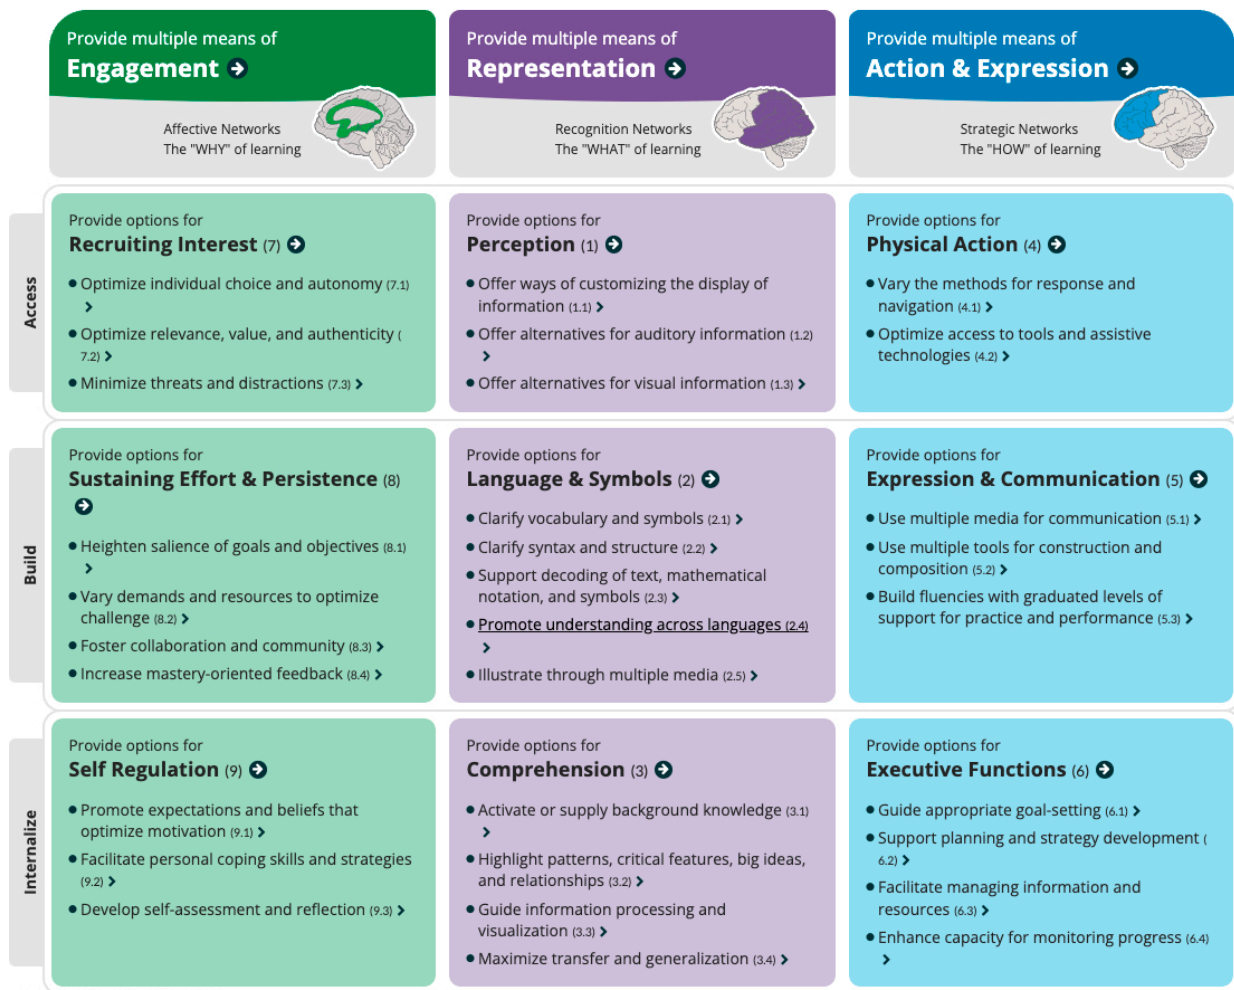 Provide multiple means of
Engagement
Affective Networks
The "WHY" of learning
Provide multiple means of
Representation
Recognition Networks
The "WHAT" of learning
Provide multiple means of
Action & Expression
Strategic Networks
The "HOW" of learning
Access
Provide options for
Recruiting Interest (7)
Optimize individual choice and autonomy (7.1)
Optimize relevance, value, and authenticity (
7.2)
Minimize threats and distractions (7.3)
Provide options for
Perception (1)
Offer ways of customizing the display of
information (1.1)
Offer alternatives for auditory information (1.2)
Offer alternatives for visual information (1.3)
Provide options for
Physical Action (4)
Vary the methods for response and
navigation (4.1)
Optimize access to tools and assistive
technologies (4.2)
Build
Provide options for
Sustaining Effort & Persistence (8)
Heighten salience of goals and objectives (8.1)
Vary demands and resources to optimize
challenge (8.2)
Foster collaboration and community (8.3)
Increase mastery-oriented feedback (8.4)
Provide options for
Language & Symbols (2)
Clarify vocabulary and symbols (2.1)
Clarify syntax and structure (2.2)
Support decoding of text, mathematical
notation, and symbols (2.3)
Promote understanding across languages (2.4)
Illustrate through multiple media (2.5)
Provide options for
Expression & Communication (5)
Use multiple media for communication (5.1)
Use multiple tools for construction and
composition (5.2)
Build fluencies with graduated levels of
support for practice and performance (5.3)
Internalize
Provide options for
Self Regulation (9)
Promote expectations and beliefs that
optimize motivation (9.1)
Facilitate personal coping skills and strategies
(9.2)
Develop self-assessment and reflection (9.3)
Provide options for
Comprehension (3)
Activate or supply background knowledge (3.1)
Highlight patterns, critical features, big ideas,
and relationships (3.2)
Guide information processing and
visualization (3.3)
Maximize transfer and generalization (3.4)
Provide options for
Executive Functions (6)
Guide appropriate goal-setting (6.1)
Support planning and strategy development (
6.2)
Facilitate managing information and
resources (6.3)
Enhance capacity for monitoring progress (6.4)